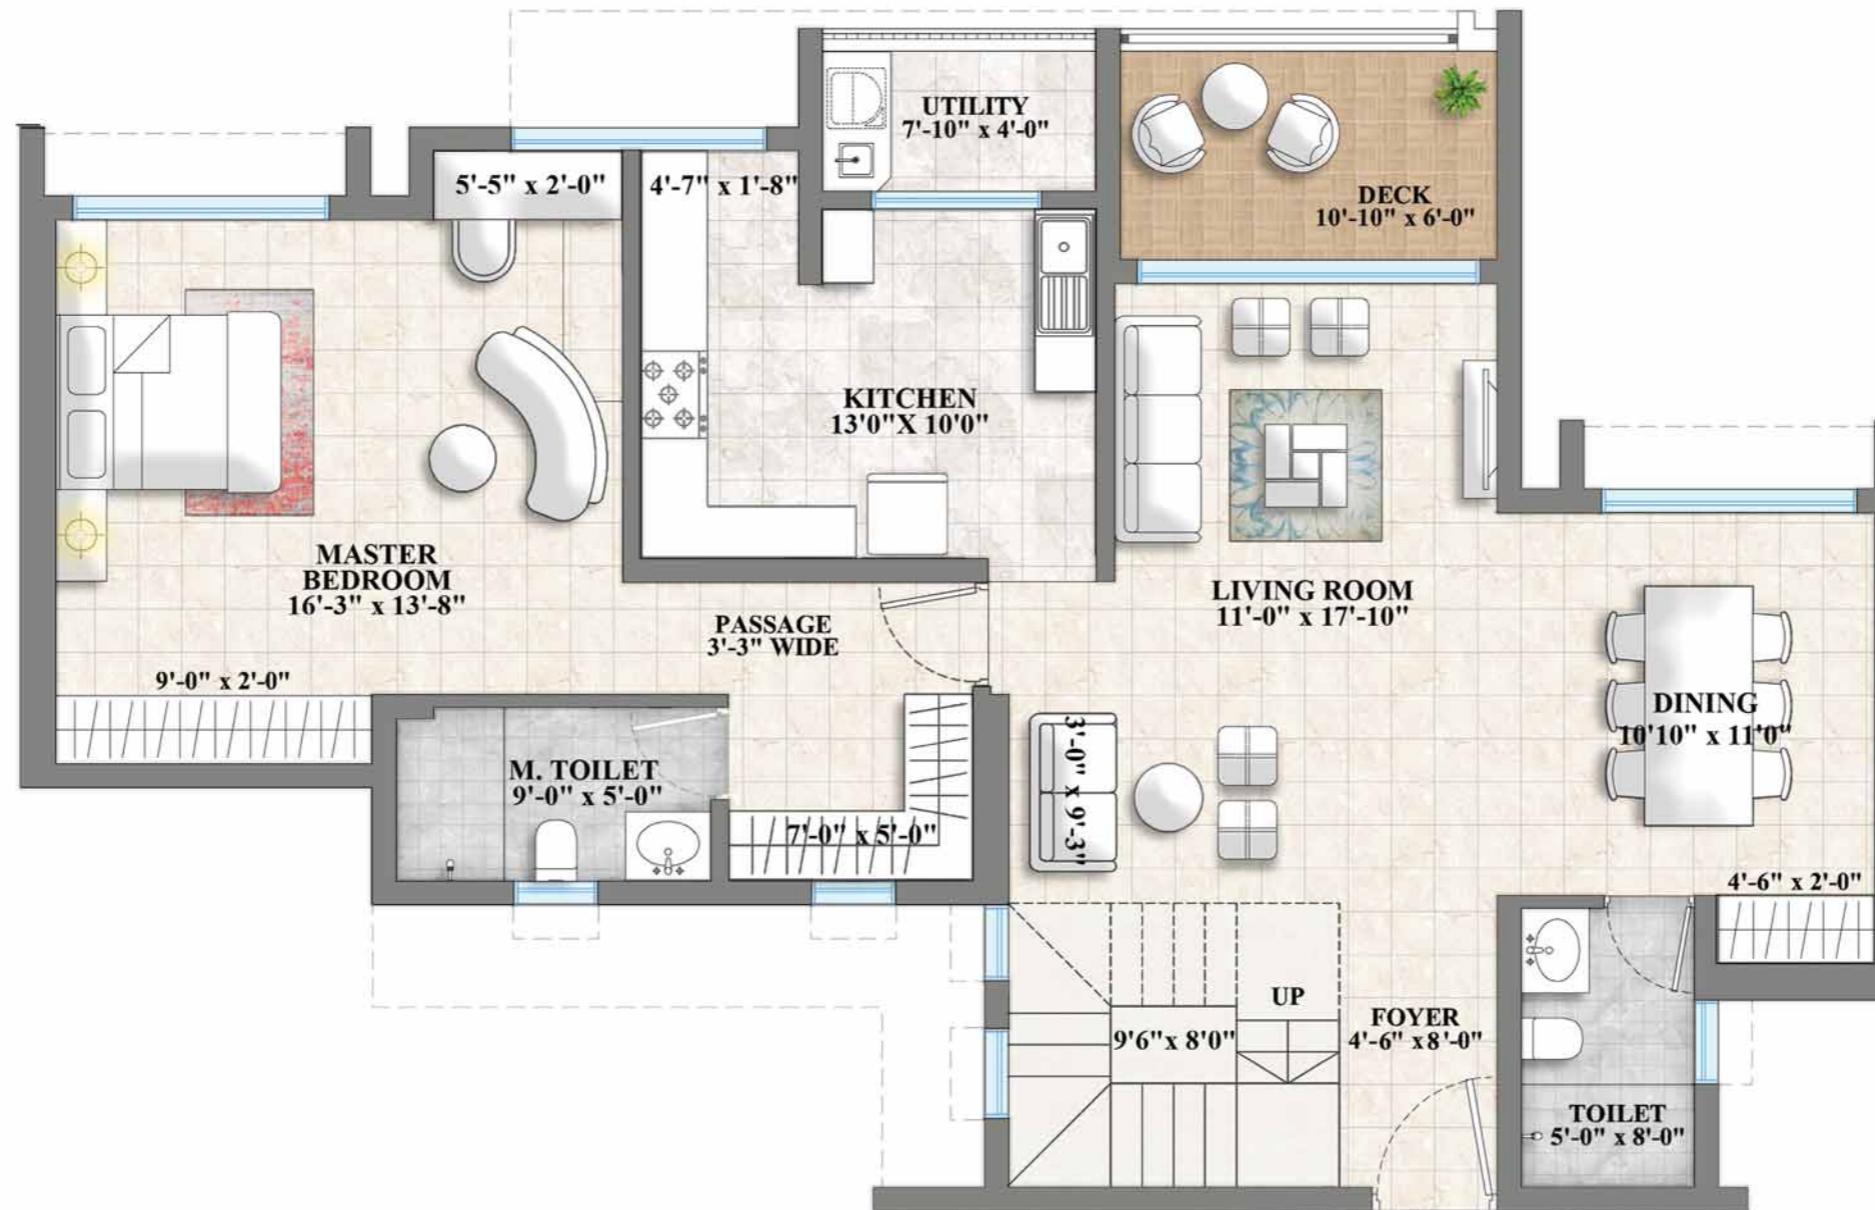 UTILITY
7'-10" x 4'-0"
5'-5" x 2'-0"
4'-7" x 1'-8"
DECK
10'-10" x 6'-0"
KITCHEN
13'0"X 10'0"
MASTER
BEDROOM
16'-3" x 13'-8"
LIVING ROOM
11'-0" x 17'-10"
PASSAGE
3'-3" WIDE
9'-0" x 2'-0"
DINING
10'10" x 11'0"
3'-0" x 9'-3"
M. TOILET
9'-0" x 5'-0"
7'-0" x 5'-0"
4'-6" x 2'-0"
UP
FOYER
4'-6" x 8'-0"
9'6"x 8'0"
TOILET
5'-0" x 8'-0"